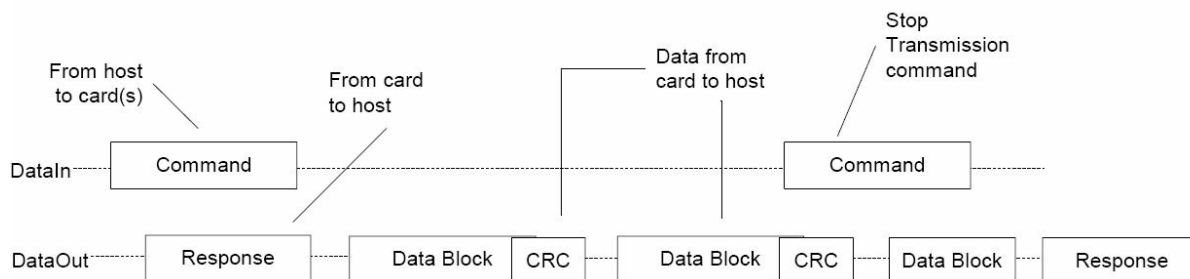 From host
to card(s)
From card
to host
Data from
card to host
Stop
Transmission
command
DataIn
Command
Command
DataOut
Response
Data Block
CRC
Data Block
CRC
Data Block
Response